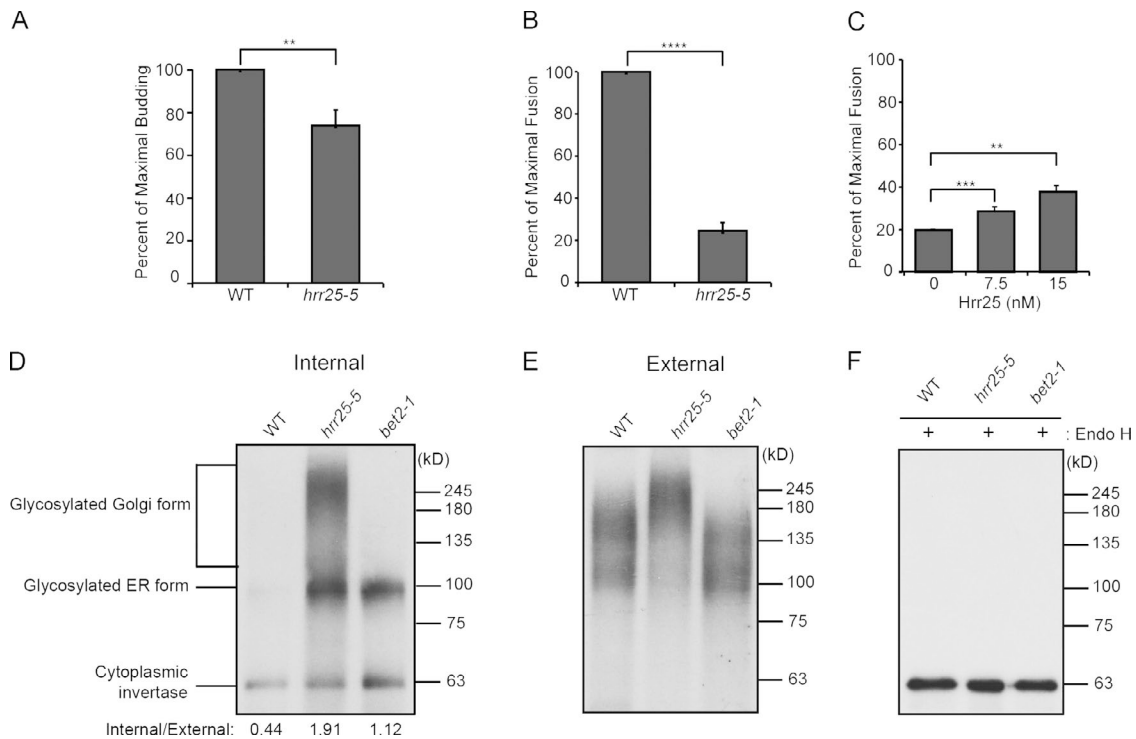 A
Percent of Maximal Budding
100
80
60
40
20
0
**
WT
hrr25-5
B
Percent of Maximal Fusion
100
80
60
40
20
0
****
WT
hrr25-5
C
Percent of Maximal Fusion
100
80
60
40
20
0
***
**
0
7.5
15
Hrr25 (nM)
D
Internal
WT
hrr25-5
bet2-1
(kD)
245
180
135
100
75
63
Glycosylated Golgi form
Glycosylated ER form
Cytoplasmic
invertase
Internal/External: 0.44 1.91 1.12
E
External
WT
hrr25-5
bet2-1
(kD)
245
180
135
100
75
63
F
WT
hrr25-5
bet2-1
+ + + : Endo H
(kD)
245
180
135
100
75
63